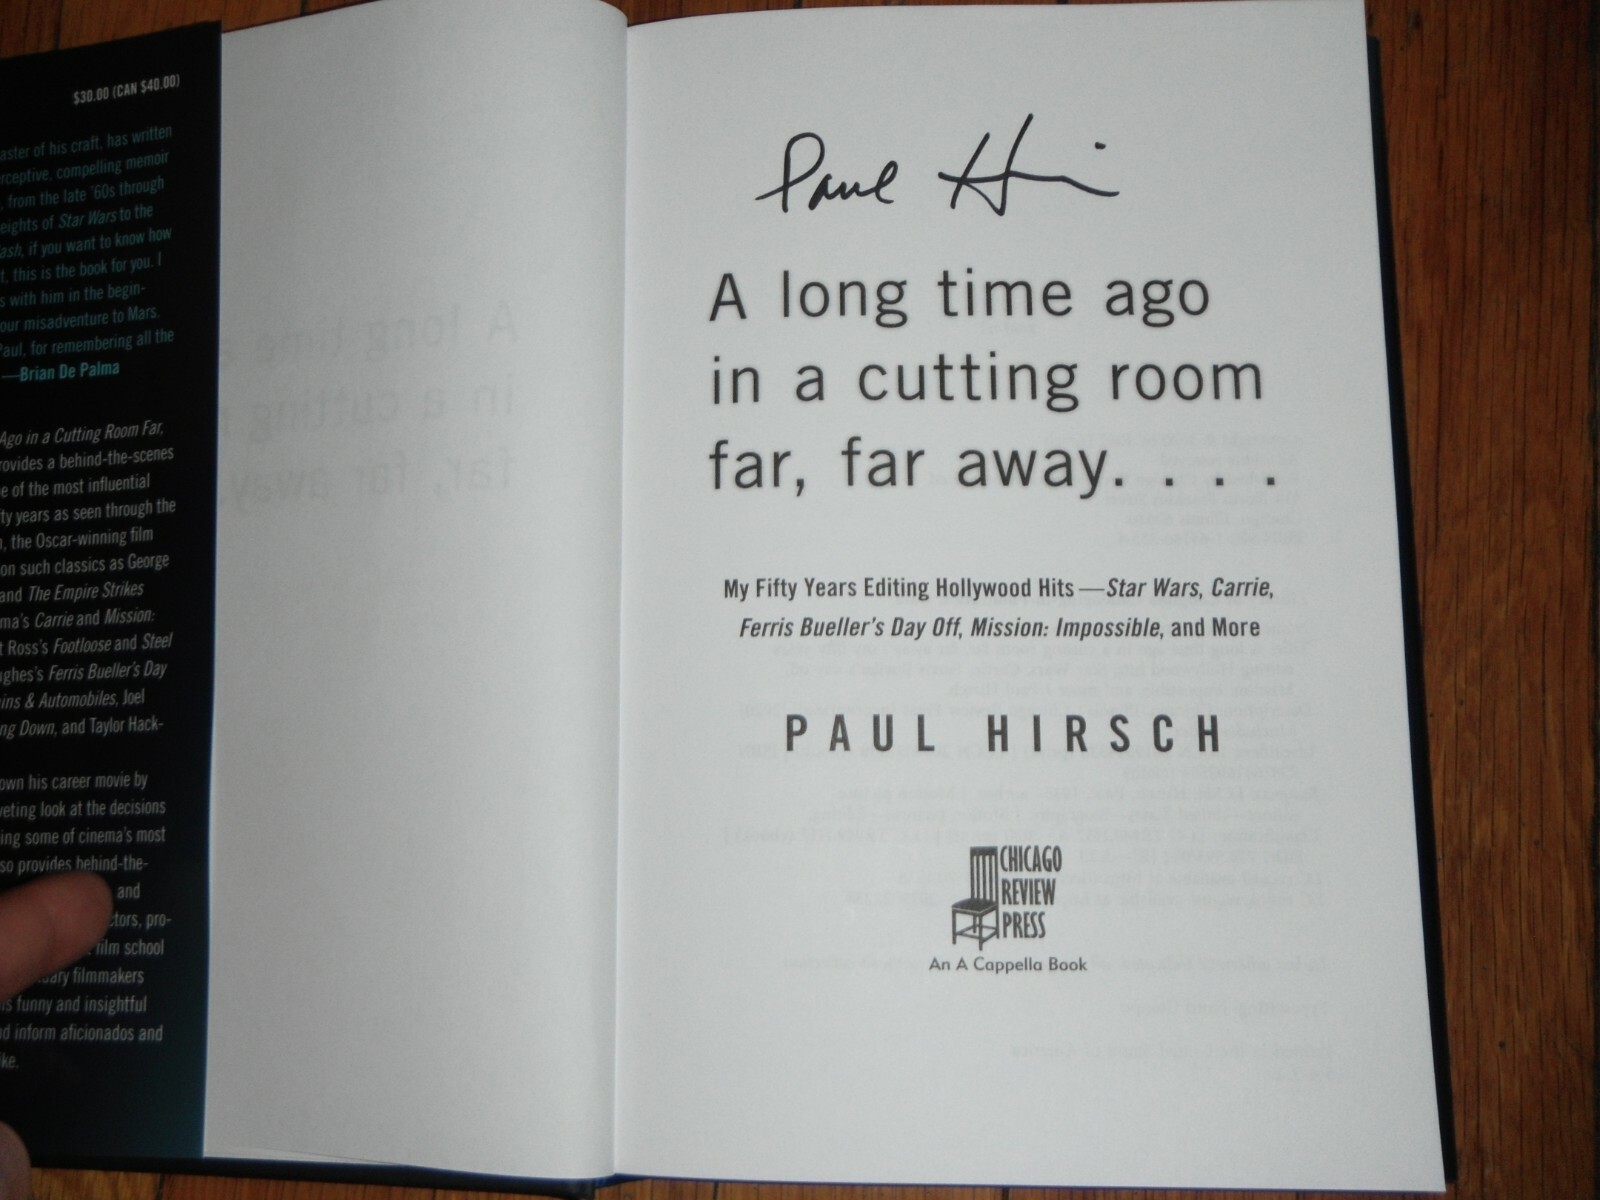 $30.00 (CAN $40.00)
aster of his craft, has written
rceptive, compelling memoir
, from the late '60s through
eights of Star Wars to the
ash, if you want to know how
t, this is the book for you. I
s with him in the begin-
our misadventure to Mars.
Paul, for remembering all the
—Brian De Palma
Ago in a Cutting Room Far,
rovides a behind-the-scenes
e of the most influential
fty years as seen through the
, the Oscar-winning film
on such classics as George
and The Empire Strikes
ma's Carrie and Mission:
t Ross's Footloose and Steel
ughes's Ferris Bueller's Day
ins & Automobiles, Joel
ng Down, and Taylor Hack-
own his career movie by
veting look at the decisions
ing some of cinema's most
so provides behind-the-
and
ctors, pro-
film school
ary filmmakers
is funny and insightful
d inform aficionados and
ke.
Paul Hirsch
A long time ago
in a cutting room
far, far away. . . .
My Fifty Years Editing Hollywood Hits—Star Wars, Carrie,
Ferris Bueller's Day Off, Mission: Impossible, and More
PAUL HIRSCH
CHICAGO
REVIEW
PRESS
An A Cappella Book